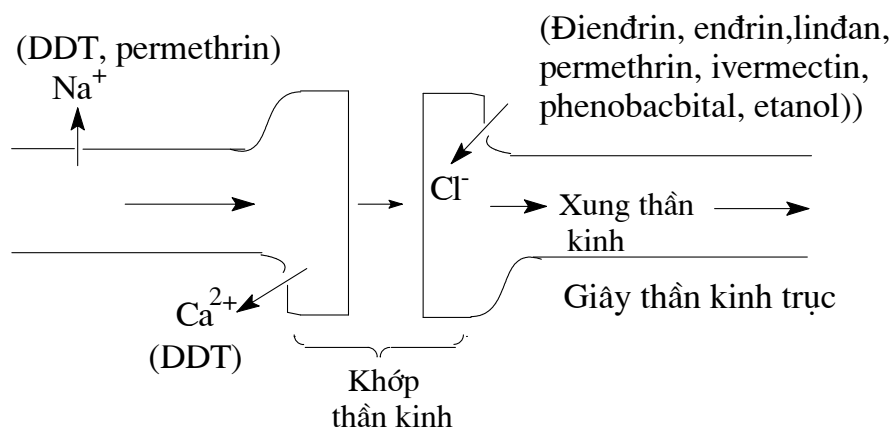 (DDT, permethrin)
Na⁺
(Đienđrin, enđrin,linđan,
permethrin, ivermectin,
phenobacbital, etanol))
Cl⁻
Xung thần
kinh
Giây thần kinh trục
Ca²⁺
(DDT)
Khớp
thần kinh